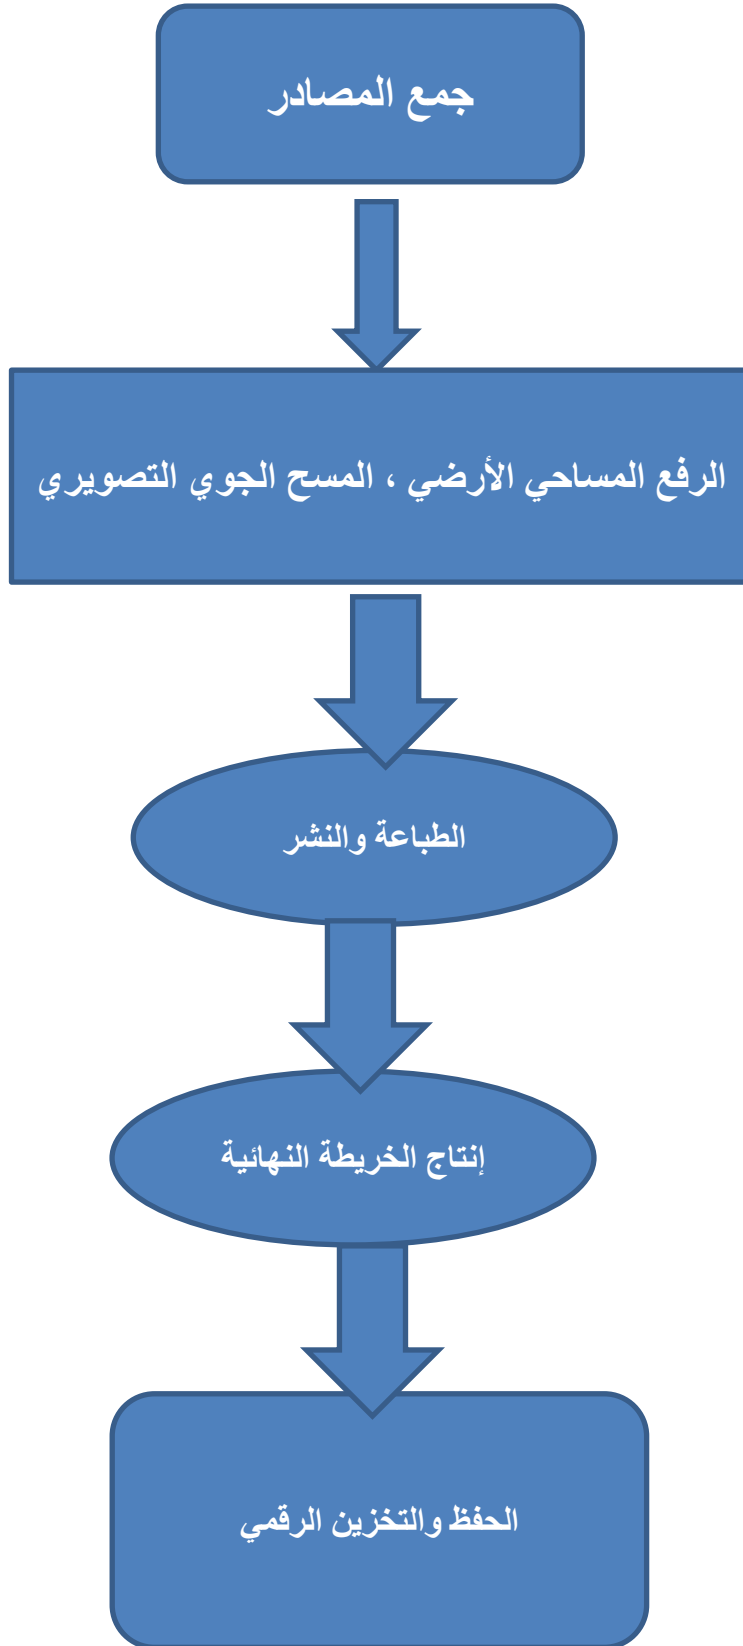 جمع المصادر
الرفع المساحي الأرضي ، المسح الجوي التصويري
الطباعة والنشر
إنتاج الخريطة النهائية
الحفظ والتخزين الرقمي